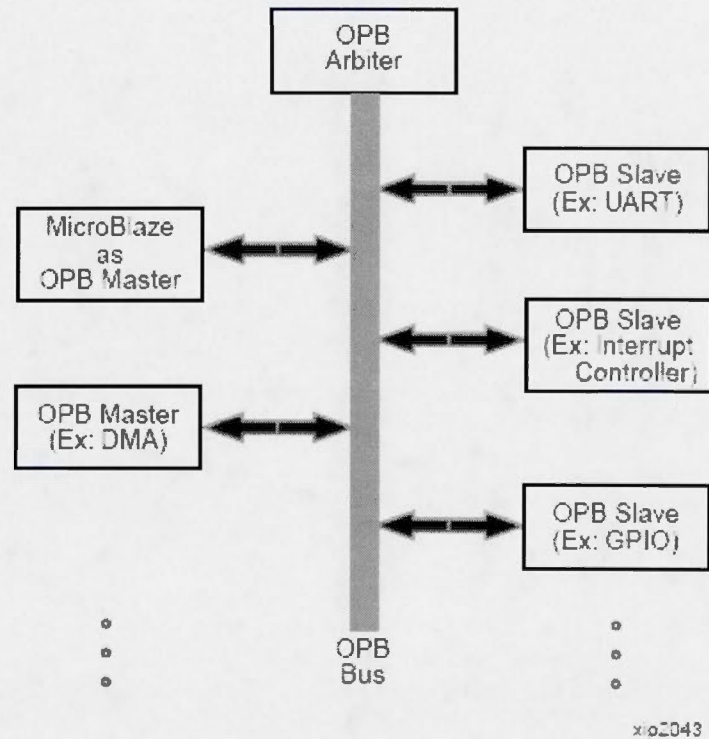 OPB
Arbiter
OPB Slave
(Ex: UART)
MicroBlaze
as
OPB Master
OPB Slave
(Ex: Interrupt
Controller)
OPB Master
(Ex: DMA)
OPB Slave
(Ex: GPIO)
OPB
Bus
xip2043